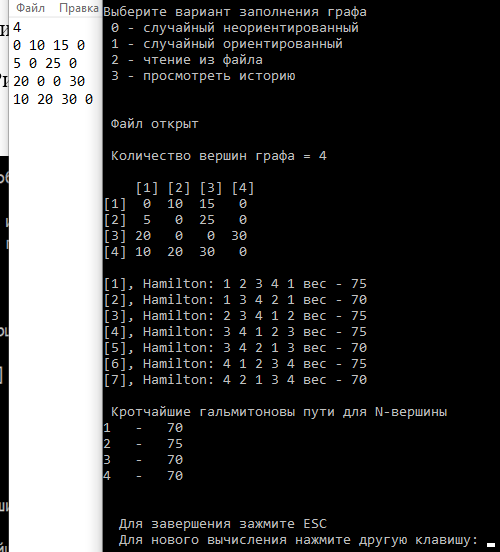 Файл Правка
4
0 10 15 0
5 0 25 0
20 0 0 30
10 20 30 0
Выберите вариант заполнения графа
0 - случайный неориентированный
1 - случайный ориентированный
2 - чтение из файла
3 - просмотреть историю
Файл открыт
Количество вершин графа = 4
[1] [2] [3] [4]
[1] 0 10 15 0
[2] 5 0 25 0
[3] 20 0 0 30
[4] 10 20 30 0
[1], Hamilton: 1 2 3 4 1 вес - 75
[2], Hamilton: 1 3 4 2 1 вес - 70
[3], Hamilton: 2 3 4 1 2 вес - 75
[4], Hamilton: 3 4 1 2 3 вес - 75
[5], Hamilton: 3 4 2 1 3 вес - 70
[6], Hamilton: 4 1 2 3 4 вес - 75
[7], Hamilton: 4 2 1 3 4 вес - 70
Кротчайшие гальмитоновы пути для N-вершины
1 - 70
2 - 75
3 - 70
4 - 70
Для завершения зажмите ESC
Для нового вычисления нажмите другую клавишу: